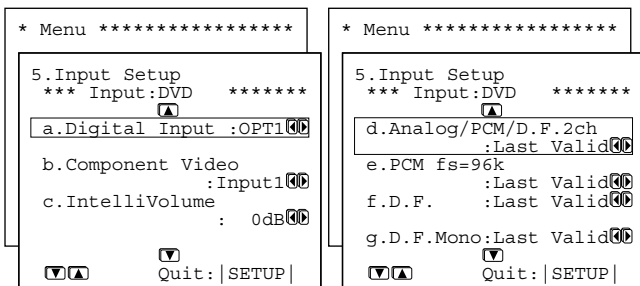 * Menu *****************
5.Input Setup
*** Input:DVD *******
a.Digital Input :OPT1
b.Component Video
:Input1
c.IntelliVolume
: 0dB
Quit:|SETUP|
* Menu *****************
5.Input Setup
*** Input:DVD *******
d.Analog/PCM/D.F.2ch
:Last Valid
e.PCM fs=96k
:Last Valid
f.D.F. :Last Valid
g.D.F.Mono:Last Valid
Quit:|SETUP|